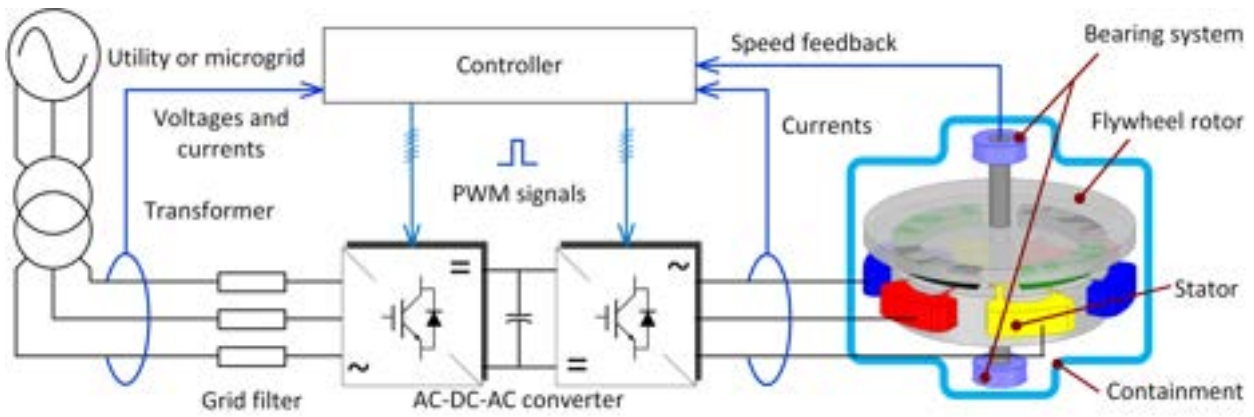 Utility or microgrid
Controller
Speed feedback
Bearing system
Voltages and
currents
Currents
Flywheel rotor
PWM signals
Transformer
=
~
Stator
~
=
Grid filter
AC-DC-AC converter
Containment